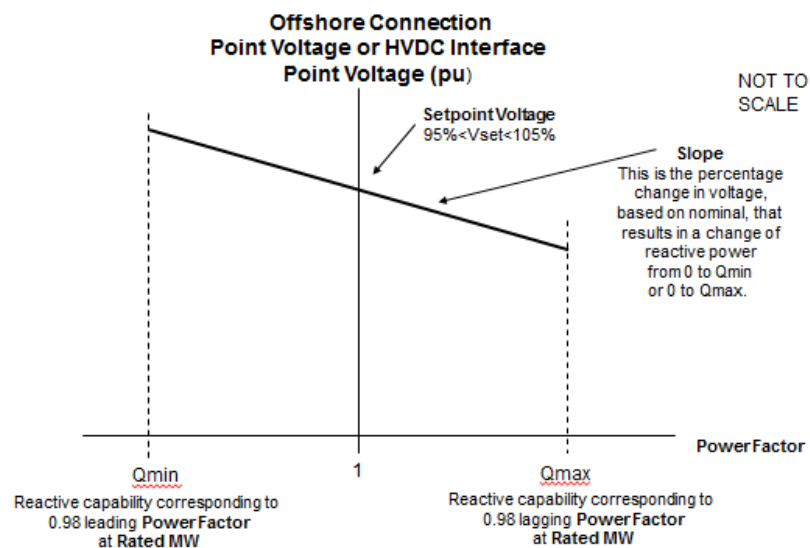 Offshore Connection
Point Voltage or HVDC Interface
Point Voltage (pu)
NOT TO
SCALE
Setpoint Voltage
95%<Vset<105%
Slope
This is the percentage
change in voltage,
based on nominal, that
results in a change of
reactive power
from 0 to Qmin
or 0 to Qmax.
Power Factor
Qmin
1
Qmax
Reactive capability corresponding to
0.98 leading Power Factor
at Rated MW
Reactive capability corresponding to
0.98 lagging Power Factor
at Rated MW